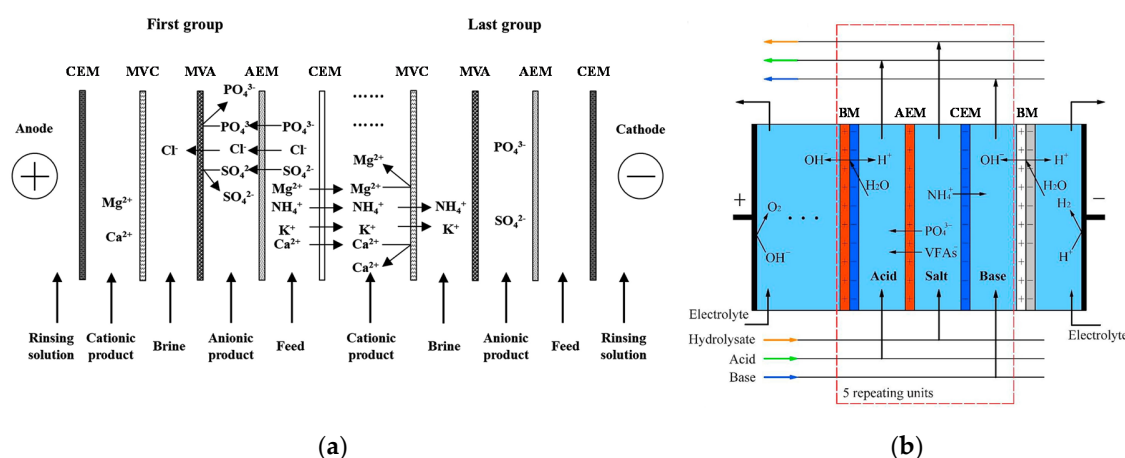 First group
Last group
CEM MVC MVA AEM CEM ...... MVC MVA AEM CEM
......
Anode
+
Cathode
−
PO₄³⁻
PO₄³⁻ PO₄³⁻
Cl⁻ Cl⁻ Cl⁻
SO₄²⁻ SO₄²⁻
SO₄²⁻
Mg²⁺
Ca²⁺
Mg²⁺ Mg²⁺
NH₄⁺ NH₄⁺ NH₄⁺
K⁺ K⁺ K⁺
Ca²⁺ Ca²⁺
Mg²⁺
Ca²⁺
PO₄³⁻
SO₄²⁻
Rinsing
solution
Cationic
product
Brine
Anionic
product
Feed
Cationic
product
Brine
Anionic
product
Feed
Rinsing
solution
(a)
BM AEM CEM BM
+
−
OH⁻ H⁺ OH⁻ H⁺
H₂O H₂O
O₂
OH⁻
...
NH₄⁺
PO₄³⁻
VFAs⁻
H₂
H⁺
Acid Salt Base
Electrolyte
Electrolyte
Hydrolysate
Acid
Base
5 repeating units
(b)